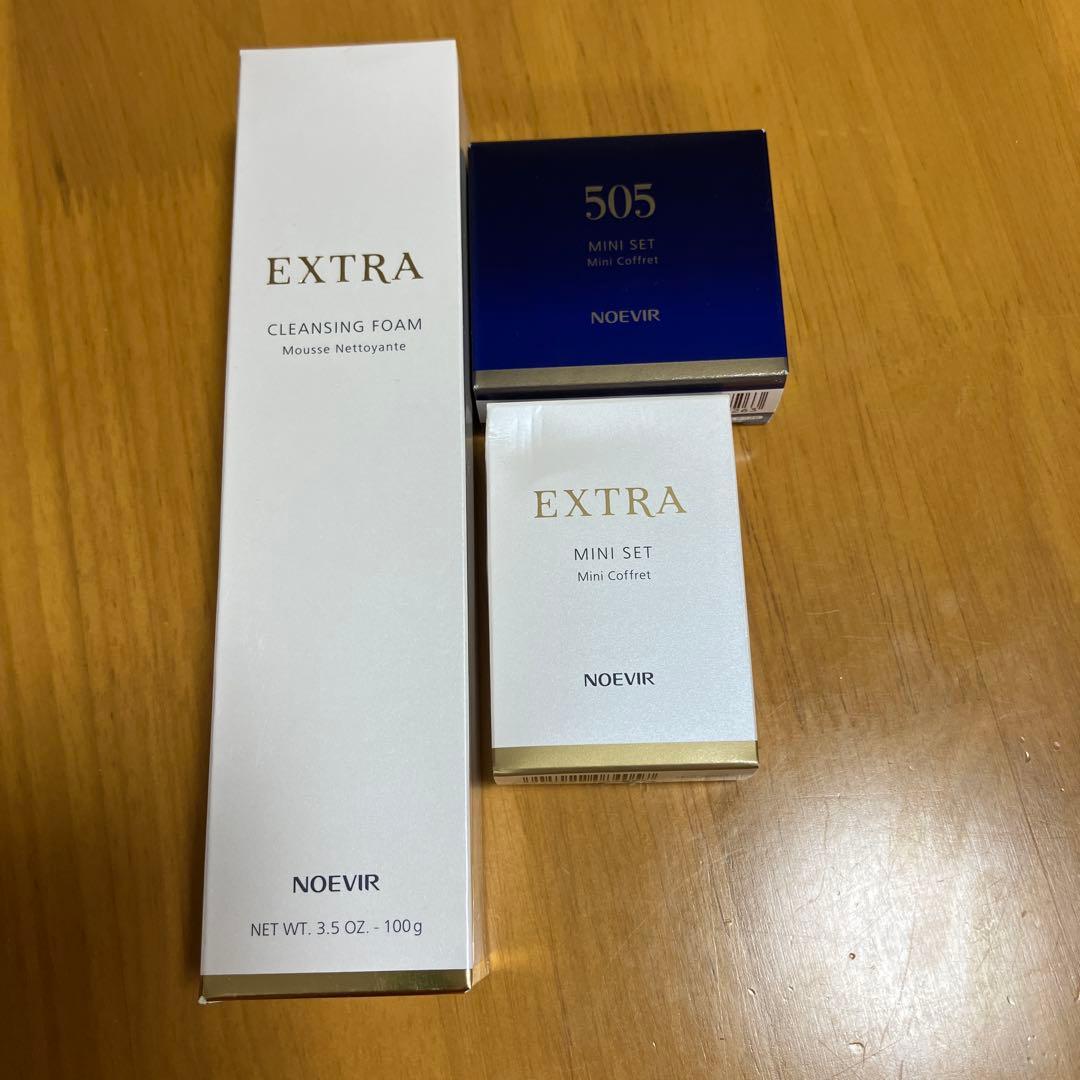 EXTRA
CLEANSING FOAM
Mousse Nettoyante
NOEVIR
NET WT. 3.5 OZ. - 100g
505
MINI SET
Mini Coffret
NOEVIR
EXTRA
MINI SET
Mini Coffret
NOEVIR